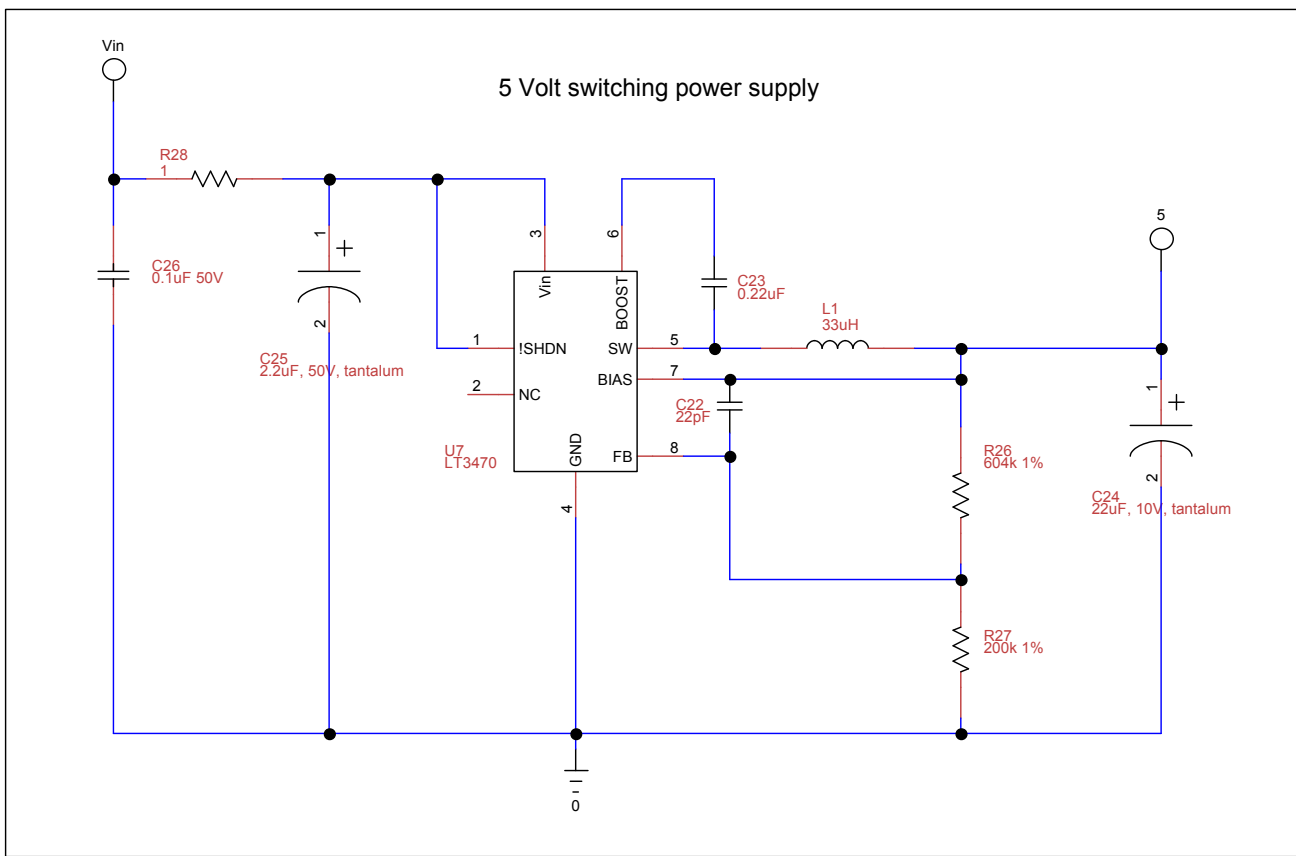 Vin
5 Volt switching power supply
R28
1
1
3
6
5
C26
0.1uF 50V
Vin
BOOST
C23
0.22uF
L1
33uH
2
C25
2.2uF, 50V, tantalum
1
!SHDN
SW
5
BIAS
7
2
NC
C22
22pF
1
U7
LT3470
GND
FB
8
R26
604k 1%
2
C24
22uF, 10V, tantalum
4
R27
200k 1%
0